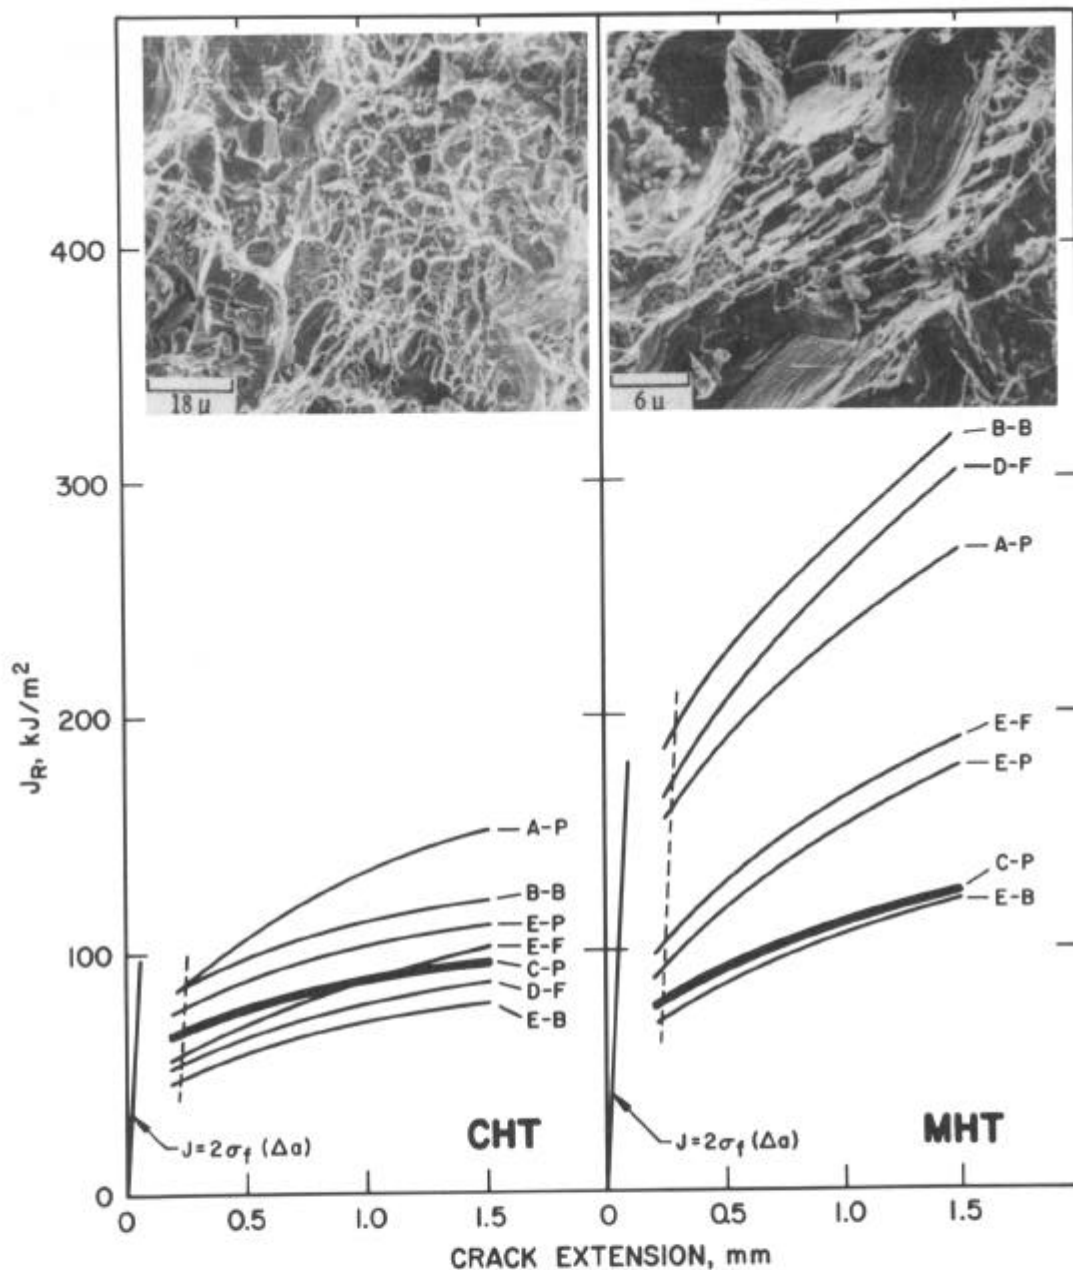 400
300
200
100
0
J_R, kJ/m²
18 μ
6 μ
A-P
B-B
E-P
E-F
C-P
D-F
E-B
J=2σ_f (Δa)
CHT
B-B
D-F
A-P
E-F
E-P
C-P
E-B
J=2σ_f (Δa)
MHT
0 0.5 1.0 1.5 0 0.5 1.0 1.5
CRACK EXTENSION, mm